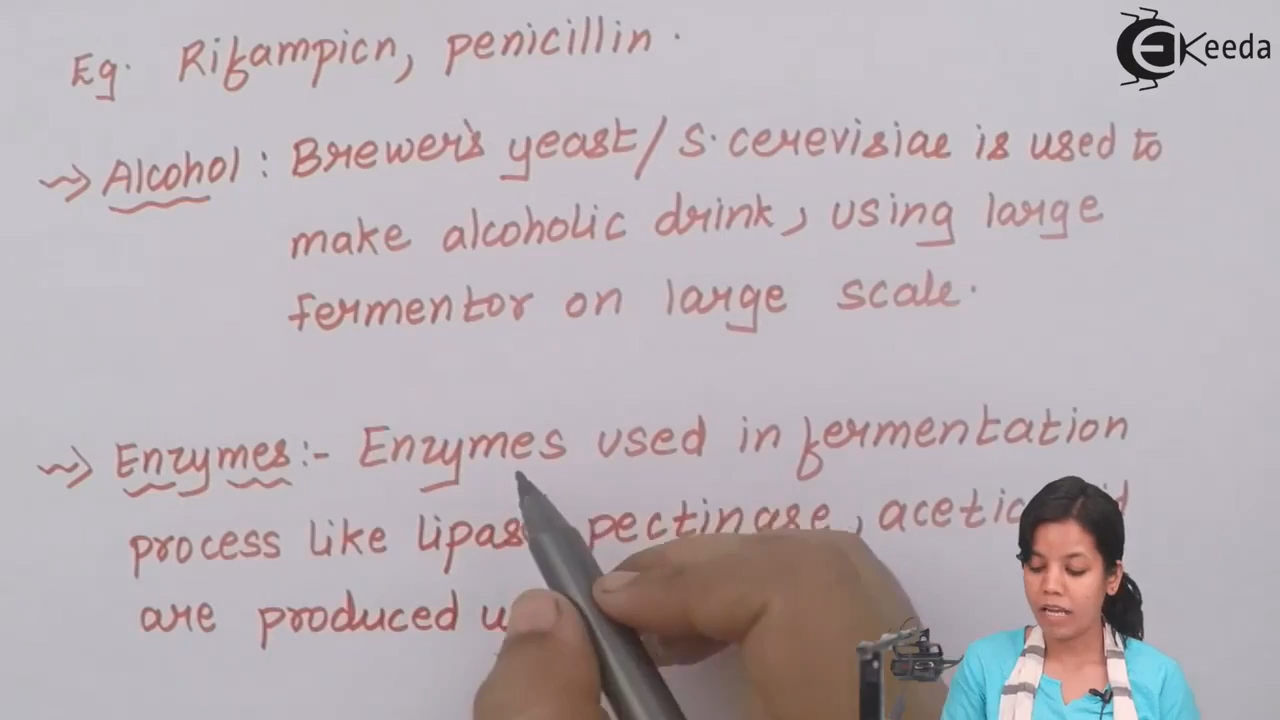 Eg. Rifampicn, penicillin.
Keeda
Alcohol : Brewer's yeast/ S. cerevisiae is used to
make alcoholic drink, using large
fermentor on large scale.
Enzymes :- Enzymes used in fermentation
process like pectinase, acetic
are produced